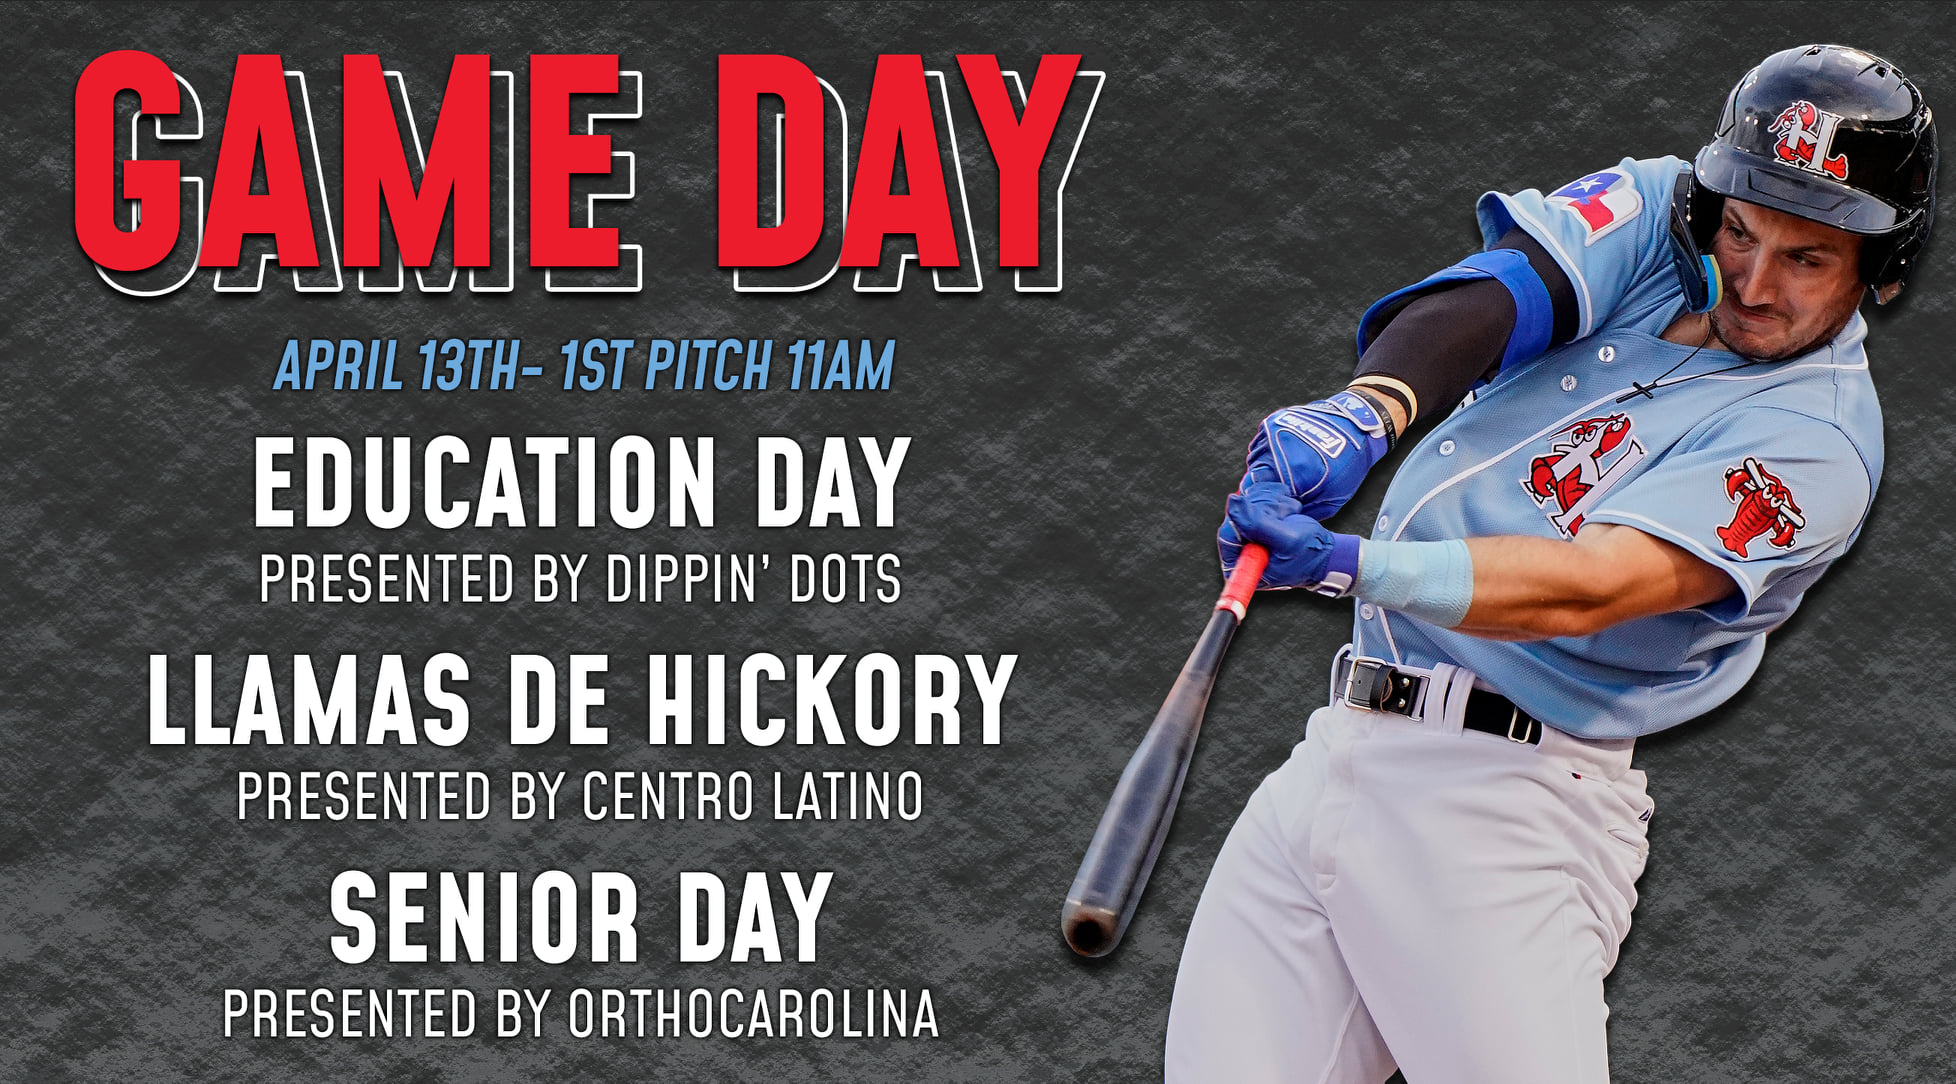 GAME DAY
APRIL 13TH- 1ST PITCH 11AM
EDUCATION DAY
PRESENTED BY DIPPIN’ DOTS
LLAMAS DE HICKORY
PRESENTED BY CENTRO LATINO
SENIOR DAY
PRESENTED BY ORTHOCAROLINA
H
Franklin
H